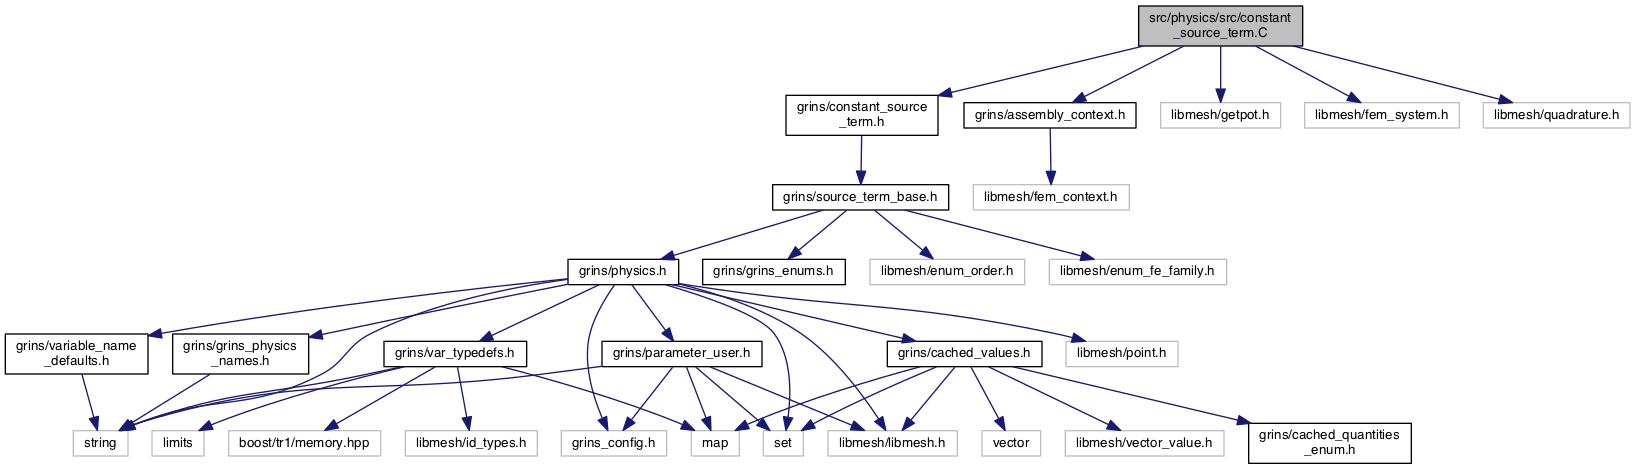 src/physics/src/constant
_source_term.C
grins/constant_source
_term.h
grins/assembly_context.h
libmesh/getpot.h
libmesh/fem_system.h
libmesh/quadrature.h
grins/source_term_base.h
libmesh/fem_context.h
grins/physics.h
grins/grins_enums.h
libmesh/enum_order.h
libmesh/enum_fe_family.h
grins/variable_name
_defaults.h
grins/grins_physics
_names.h
grins/var_typedefs.h
grins/parameter_user.h
grins/cached_values.h
libmesh/point.h
string
limits
boost/tr1/memory.hpp
libmesh/id_types.h
grins_config.h
map
set
libmesh/libmesh.h
vector
libmesh/vector_value.h
grins/cached_quantities
_enum.h